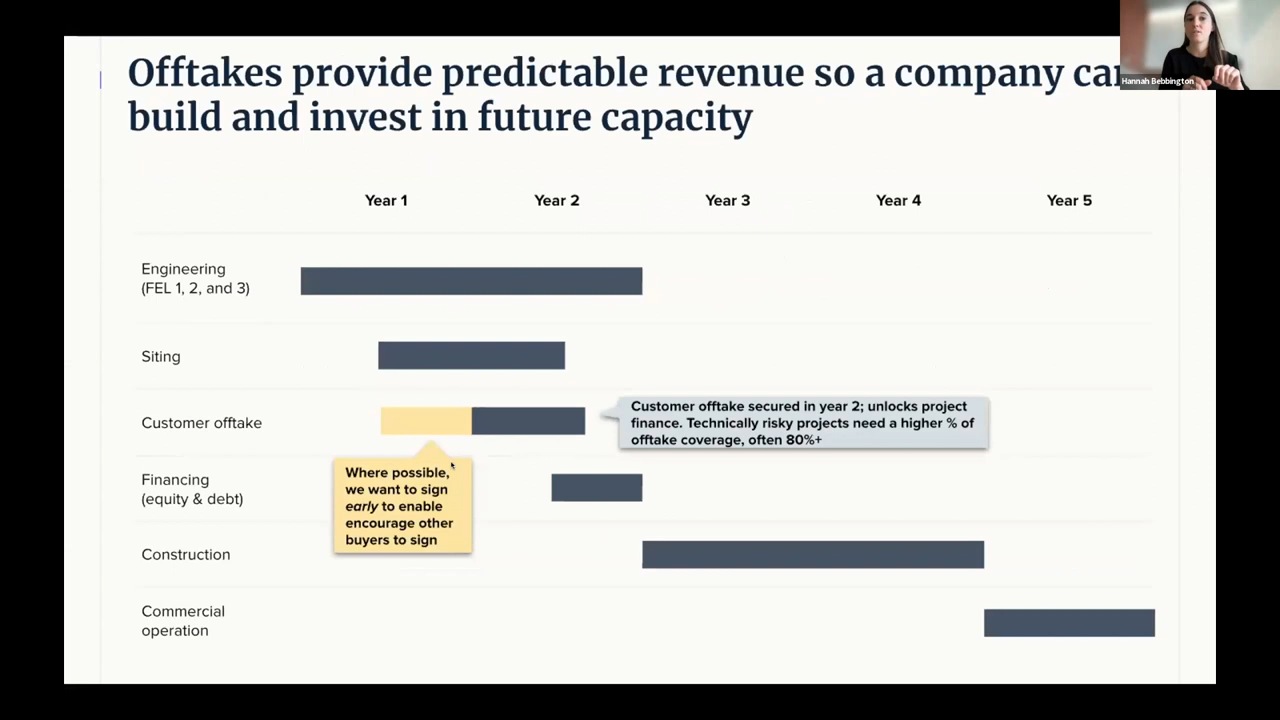 Offtakes provide predictable revenue so a company can
build and invest in future capacity
Hannah Bebbington
Year 1
Year 2
Year 3
Year 4
Year 5
Engineering
(FEL 1, 2, and 3)
Siting
Customer offtake
Customer offtake secured in year 2; unlocks project
finance. Technically risky projects need a higher % of
offtake coverage, often 80%+
Where possible,
we want to sign
early to enable
encourage other
buyers to sign
Financing
(equity & debt)
Construction
Commercial
operation